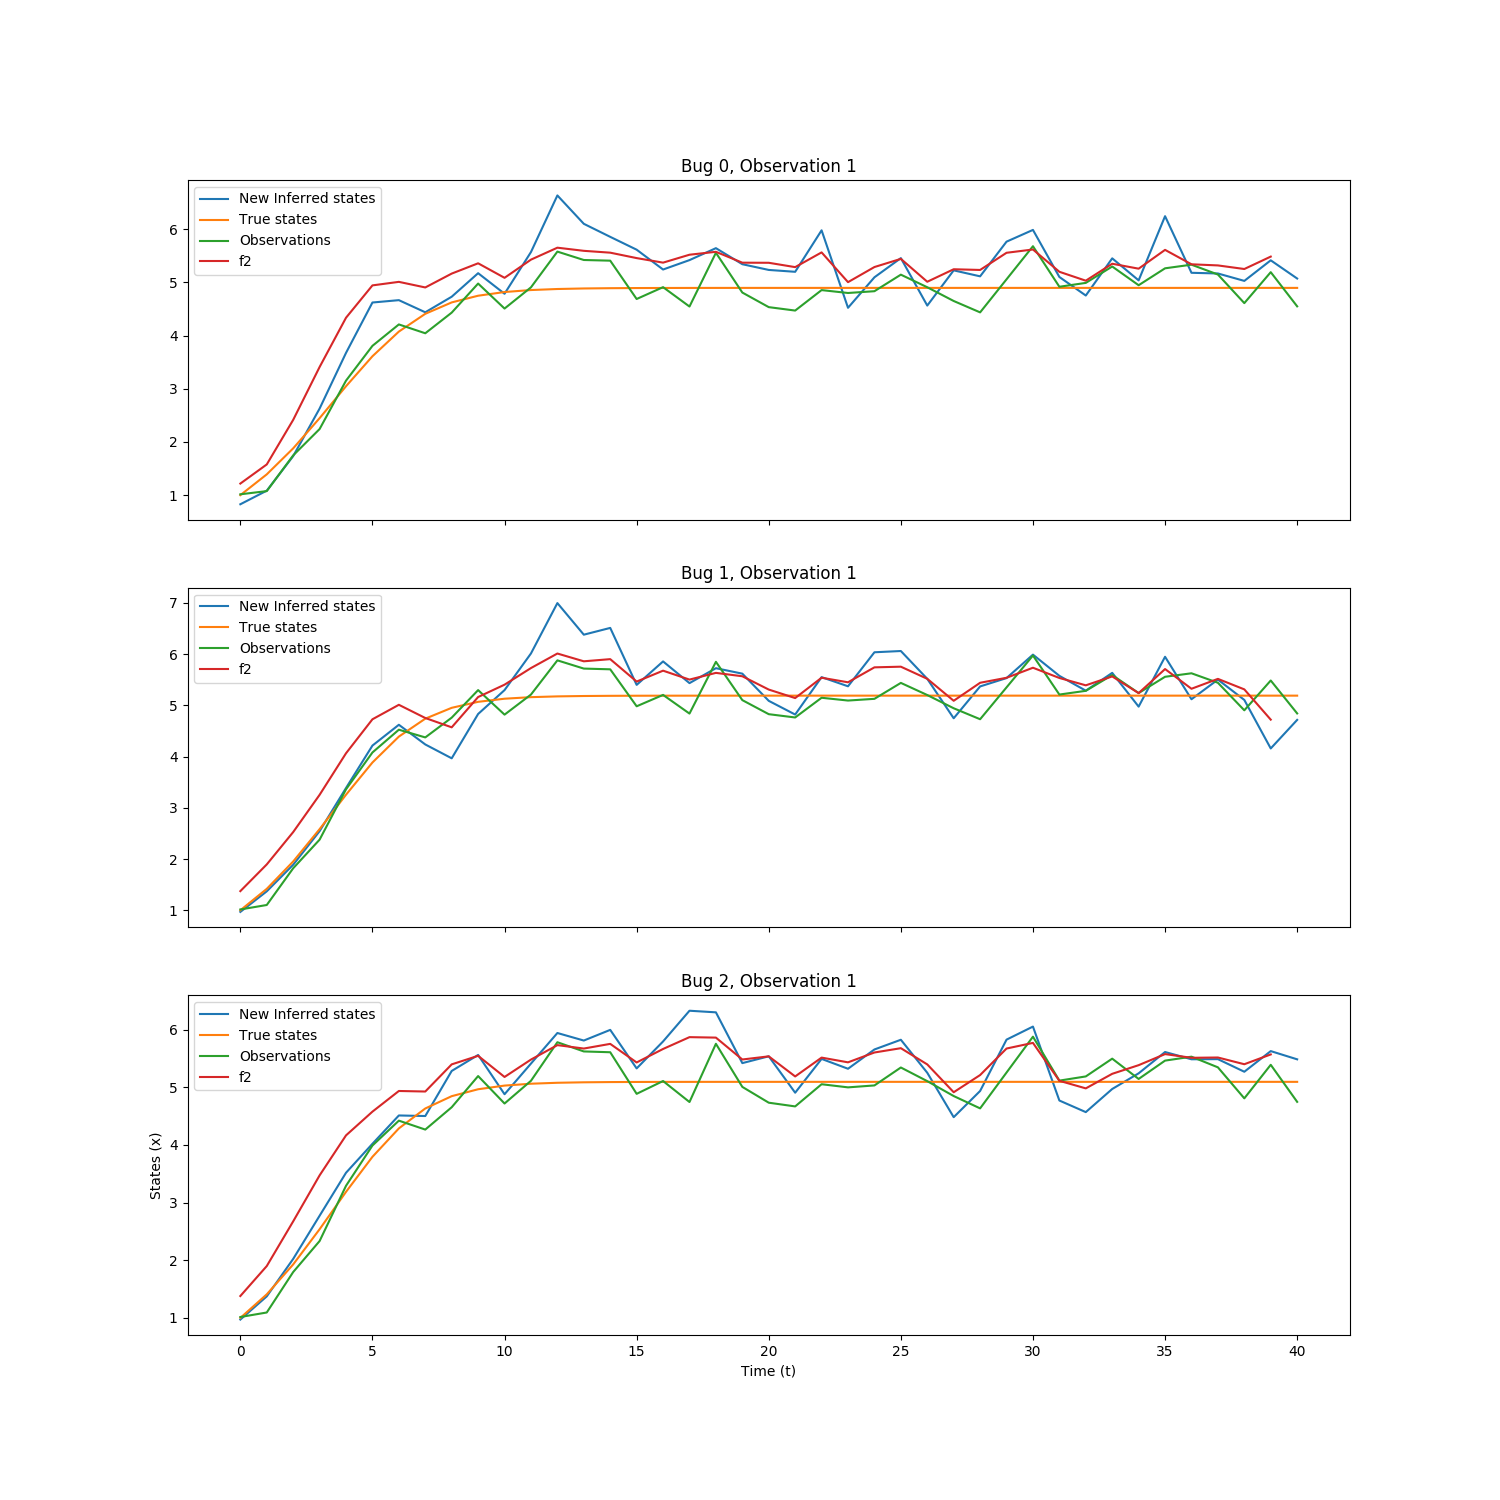 Bug 0, Observation 1
New Inferred states
True states
Observations
f2
6
5
4
3
2
1
Bug 1, Observation 1
New Inferred states
True states
Observations
f2
7
6
5
4
3
2
1
Bug 2, Observation 1
New Inferred states
True states
Observations
f2
6
5
4
3
2
1
States (x)
0 5 10 15 20 25 30 35 40
Time (t)